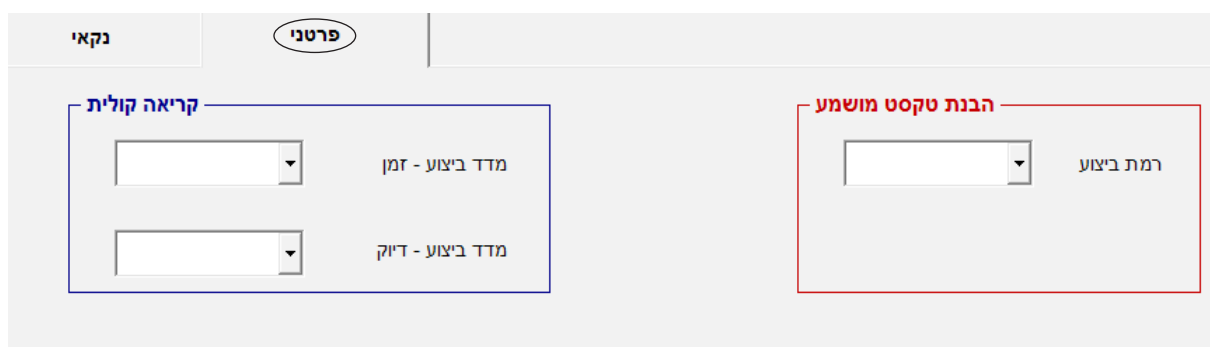 פרטני
נקאי
הבנת טקסט מושמע
רמת ביצוע
קריאה קולית
מדד ביצוע - זמן
מדד ביצוע - דיוק